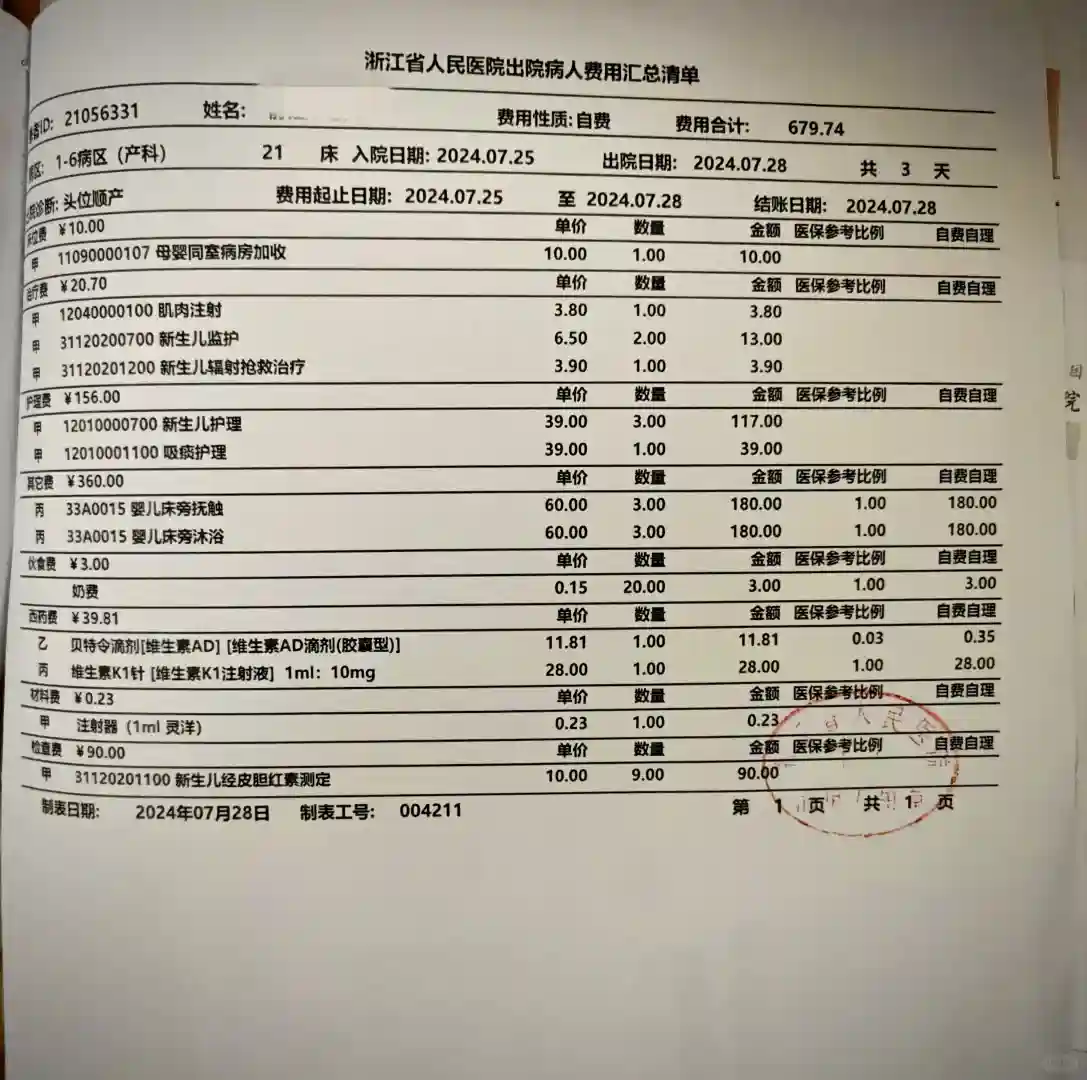 浙江省人民医院出院病人费用汇总清单
患者ID: 21056331 姓名: 费用性质: 自费 费用合计: 679.74
病区: 1-6病区（产科） 21 床 入院日期: 2024.07.25 出院日期: 2024.07.28 共 3 天
诊断: 头位顺产 费用起止日期: 2024.07.25 至 2024.07.28 结账日期: 2024.07.28
床位费 ￥10.00 单价 数量 金额 医保参考比例 自费自理
甲 11090000107 母婴同室病房加收 10.00 1.00 10.00
治疗费 ￥20.70 单价 数量 金额 医保参考比例 自费自理
甲 12040000100 肌肉注射 3.80 1.00 3.80
甲 31120200700 新生儿监护 6.50 2.00 13.00
甲 31120201200 新生儿辐射抢救治疗 3.90 1.00 3.90
护理费 ￥156.00 单价 数量 金额 医保参考比例 自费自理
甲 12010000700 新生儿护理 39.00 3.00 117.00
甲 12010001100 吸痰护理 39.00 1.00 39.00
其它费 ￥360.00 单价 数量 金额 医保参考比例 自费自理
丙 33A0015 婴儿床旁抚触 60.00 3.00 180.00 1.00 180.00
丙 33A0015 婴儿床旁沐浴 60.00 3.00 180.00 1.00 180.00
伙食费 ￥3.00 单价 数量 金额 医保参考比例 自费自理
奶费 0.15 20.00 3.00 1.00 3.00
西药费 ￥39.81 单价 数量 金额 医保参考比例 自费自理
乙 贝特令滴剂[维生素AD] [维生素AD滴剂(胶囊型)] 11.81 1.00 11.81 0.03 0.35
丙 维生素K1针 [维生素K1注射液] 1ml：10mg 28.00 1.00 28.00 1.00 28.00
材料费 ￥0.23 单价 数量 金额 医保参考比例 自费自理
甲 注射器（1ml 灵洋） 0.23 1.00 0.23
检查费 ￥90.00 单价 数量 金额 医保参考比例 自费自理
甲 31120201100 新生儿经皮胆红素测定 10.00 9.00 90.00
制表日期: 2024年07月28日 制表工号: 004211 第 1 页 共 1 页